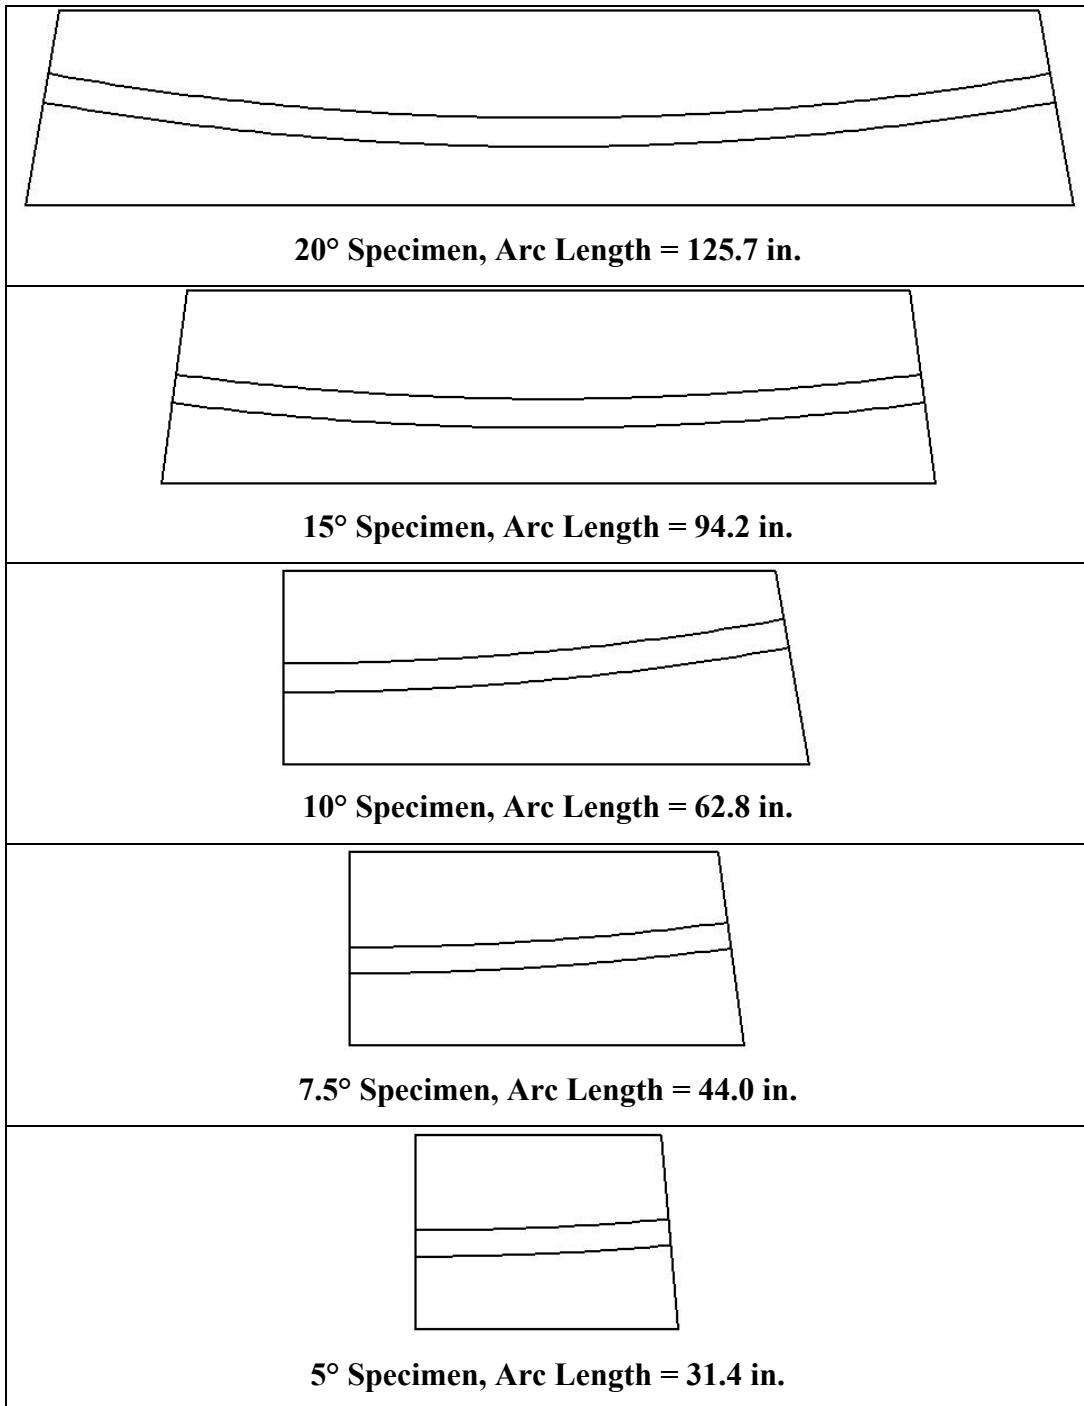 20° Specimen, Arc Length = 125.7 in.
15° Specimen, Arc Length = 94.2 in.
10° Specimen, Arc Length = 62.8 in.
7.5° Specimen, Arc Length = 44.0 in.
5° Specimen, Arc Length = 31.4 in.